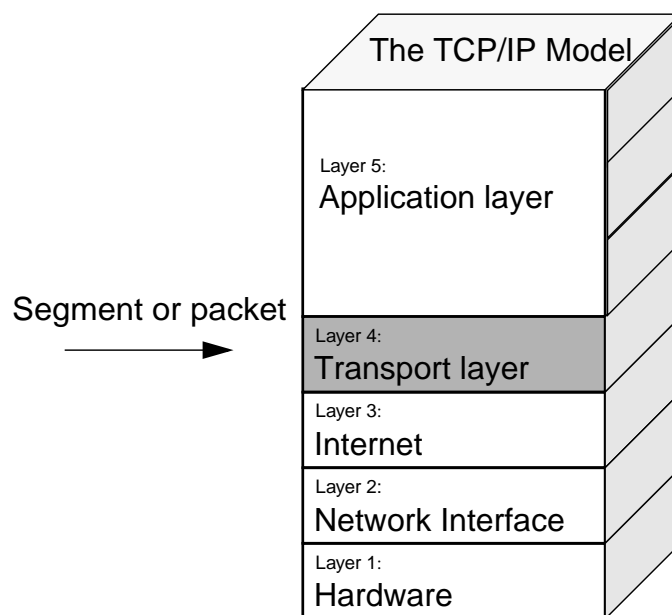 The TCP/IP Model
Layer 5:
Application layer
Segment or packet
Layer 4:
Transport layer
Layer 3:
Internet
Layer 2:
Network Interface
Layer 1:
Hardware